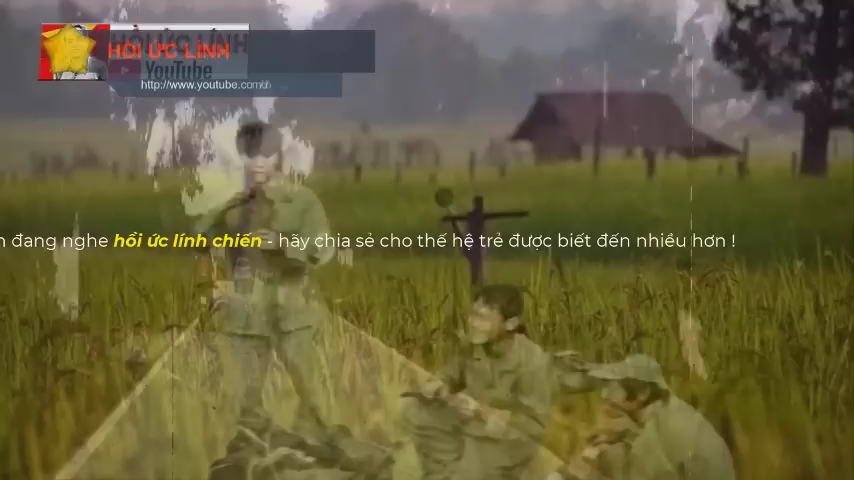 HỒI ỨC LÍNH
YouTube
http://www.youtube.com
đang nghe hồi ức lính chiến - hãy chia sẻ cho thế hệ trẻ được biết đến nhiều hơn !